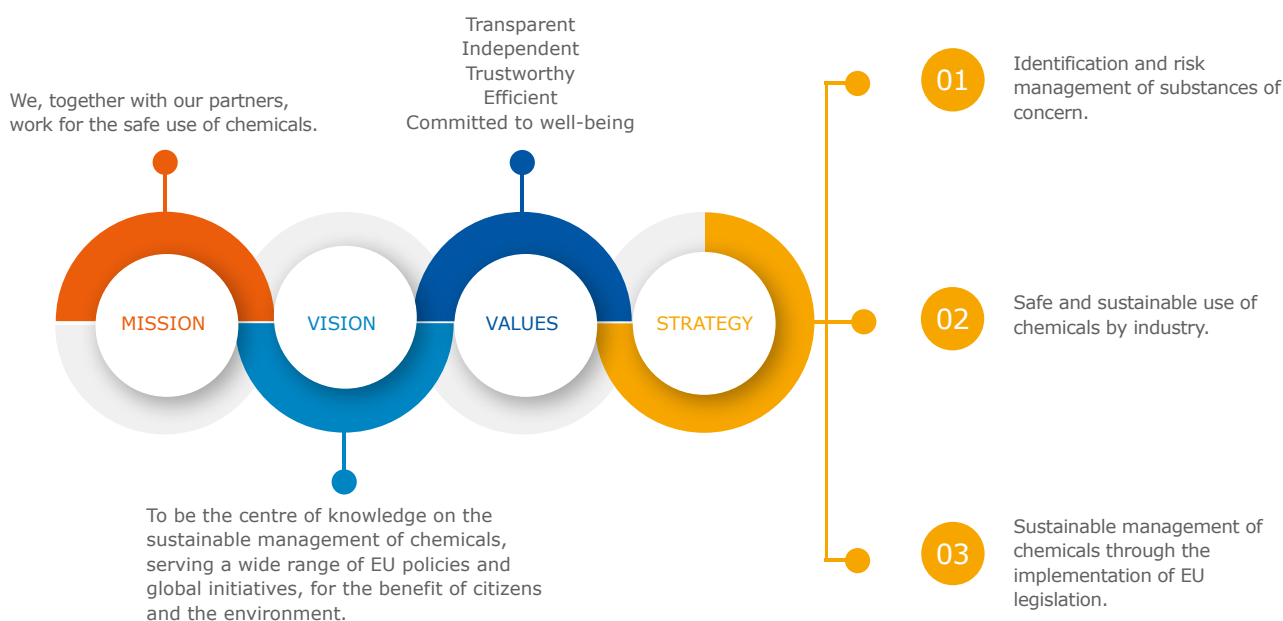 We, together with our partners,
work for the safe use of chemicals.
Transparent
Independent
Trustworthy
Efficient
Committed to well-being
MISSION
VISION
VALUES
STRATEGY
To be the centre of knowledge on the
sustainable management of chemicals,
serving a wide range of EU policies and
global initiatives, for the benefit of citizens
and the environment.
01
Identification and risk
management of substances of
concern.
02
Safe and sustainable use of
chemicals by industry.
03
Sustainable management of
chemicals through the
implementation of EU
legislation.